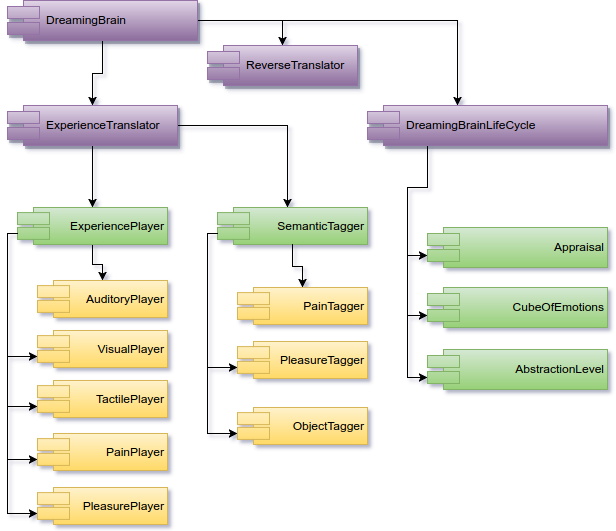 DreamingBrain
ReverseTranslator
ExperienceTranslator
DreamingBrainLifeCycle
ExperiencePlayer
SemanticTagger
Appraisal
AuditoryPlayer
PainTagger
CubeOfEmotions
VisualPlayer
PleasureTagger
AbstractionLevel
TactilePlayer
ObjectTagger
PainPlayer
PleasurePlayer